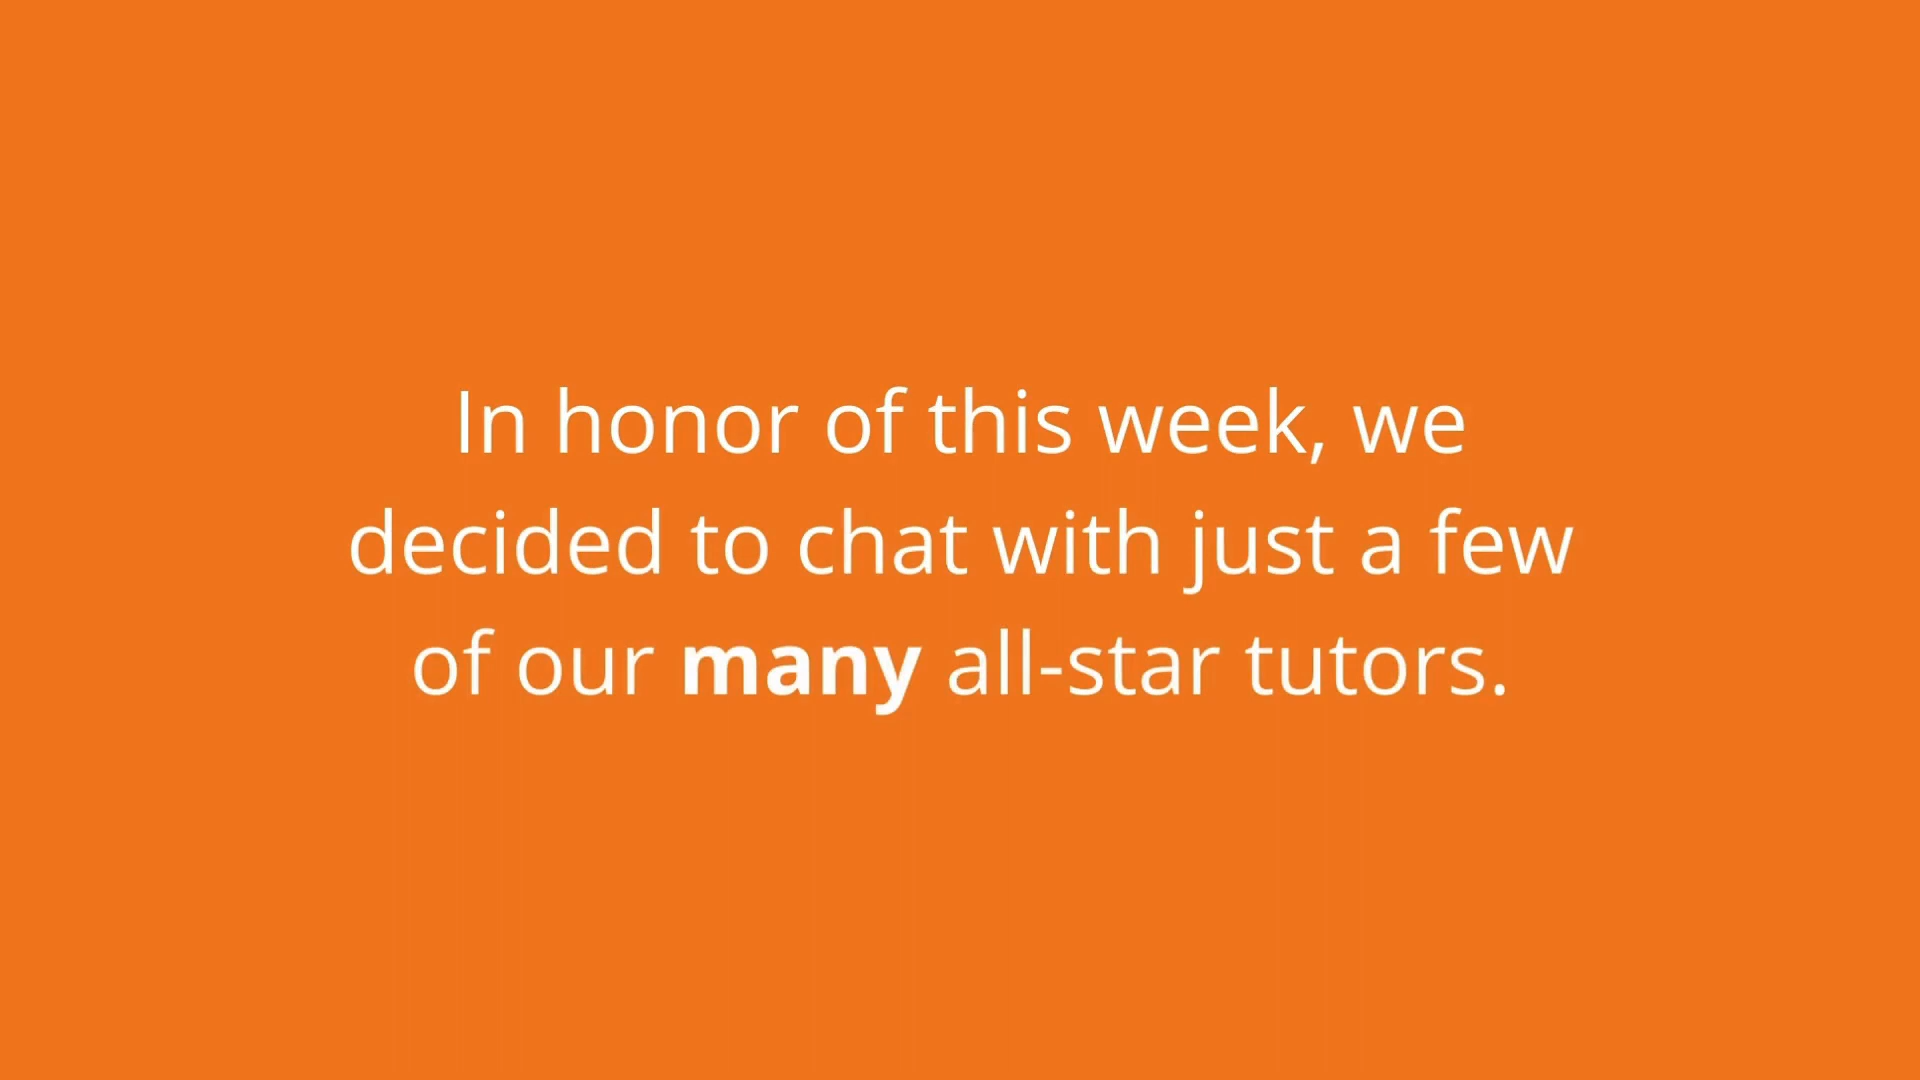 In honor of this week, we
decided to chat with just a few
of our many all-star tutors.